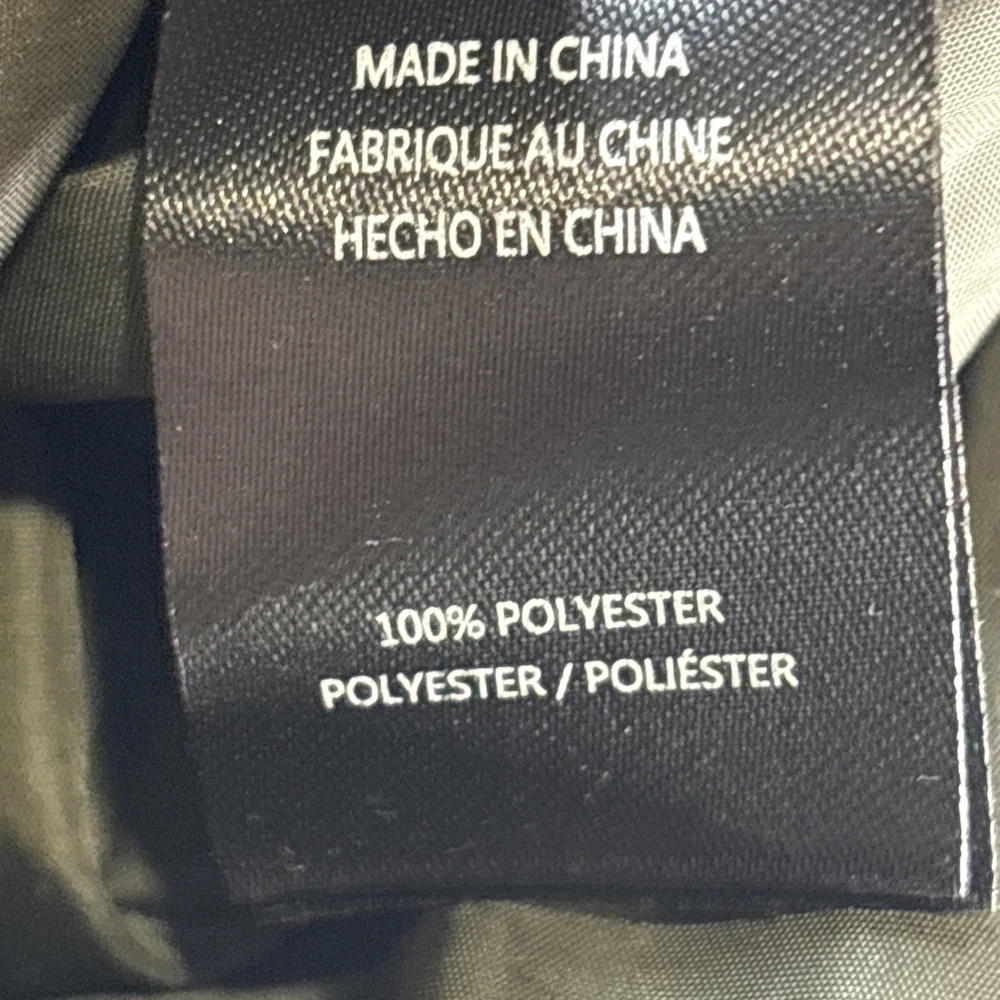 MADE IN CHINA
FABRIQUE AU CHINE
HECHO EN CHINA
100% POLYESTER
POLYESTER / POLIÉSTER